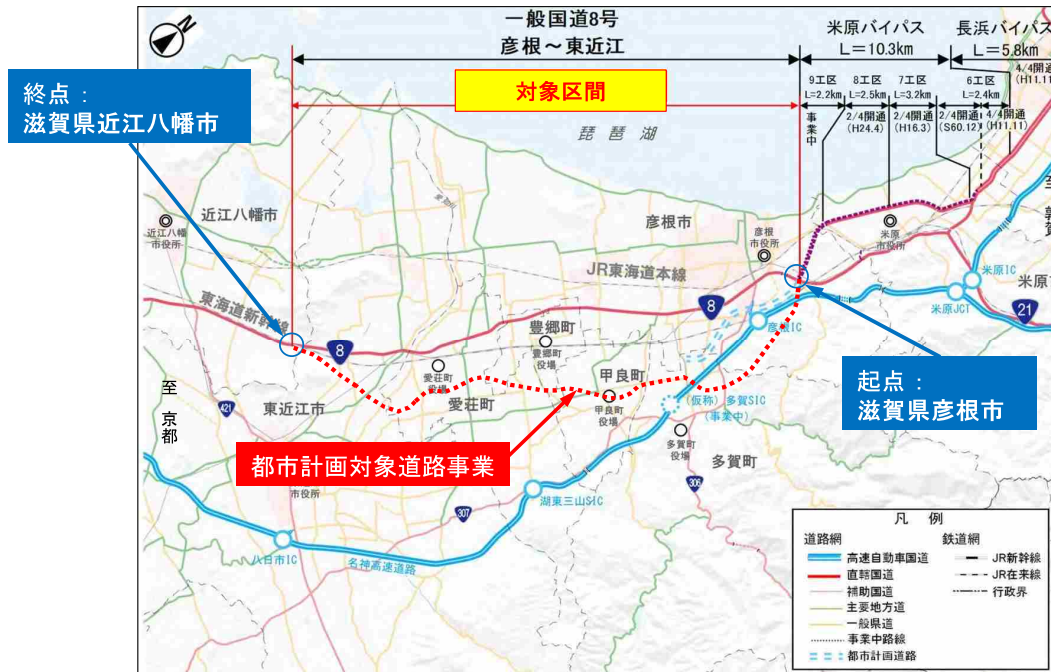 一般国道8号
彦根～東近江
米原バイパス
L=10.3km
長浜バイパス
L=5.8km
対象区間
9工区
L=2.2km
8工区
L=2.5km
7工区
L=3.2km
6工区
L=2.4km
4/4開通
(H11.11)
事業中
2/4開通
(H24.4)
2/4開通
(H16.3)
2/4開通
(S60.12)
4/4開通
(H11.11)
終点：
滋賀県近江八幡市
琵琶湖
至 敦賀
近江八幡市
近江八幡
市役所
彦根市
彦根
市役所
米原
市役所
JR東海道本線
東海道新幹線
米原IC
米原JCT
米原
21
8
8
彦根IC
豊郷町
豊郷町
役場
愛荘町
役場
愛荘町
甲良町
甲良町
役場
(仮称)多賀SIC
(事業中)
多賀町
役場
多賀町
起点：
滋賀県彦根市
至 京都
421
東近江市
都市計画対象道路事業
市役所
306
307
湖東三山SIC
八日市IC
名神高速道路
凡 例
道路網
高速自動車国道
直轄国道
補助国道
主要地方道
一般県道
事業中路線
都市計画道路
鉄道網
JR新幹線
JR在来線
行政界